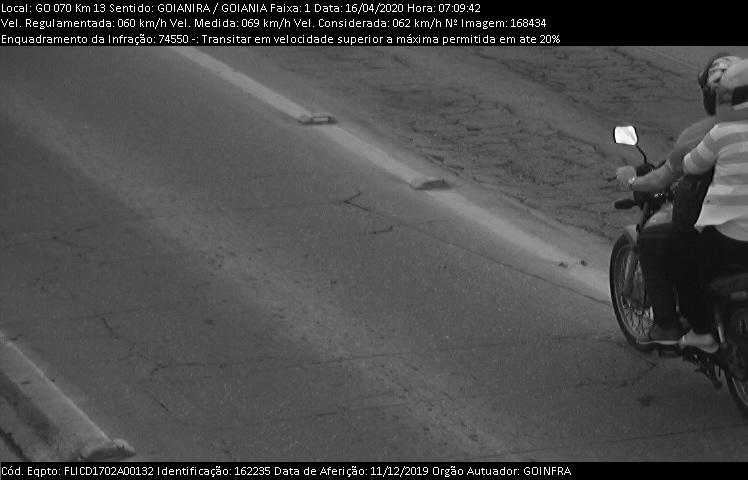 Local: GO 070 Km 13 Sentido: GOIANIRA / GOIANIA Faixa: 1 Data: 16/04/2020 Hora: 07:09:42
Vel. Regulamentada: 060 km/h Vel. Medida: 069 km/h Vel. Considerada: 062 km/h Nº Imagem: 168434
Enquadramento da Infração: 74550 -: Transitar em velocidade superior a máxima permitida em ate 20%
Cód. Eqpto: FLICD1702A00132 Identificação: 162235 Data de Aferição: 11/12/2019 Orgão Autuador: GOINFRA